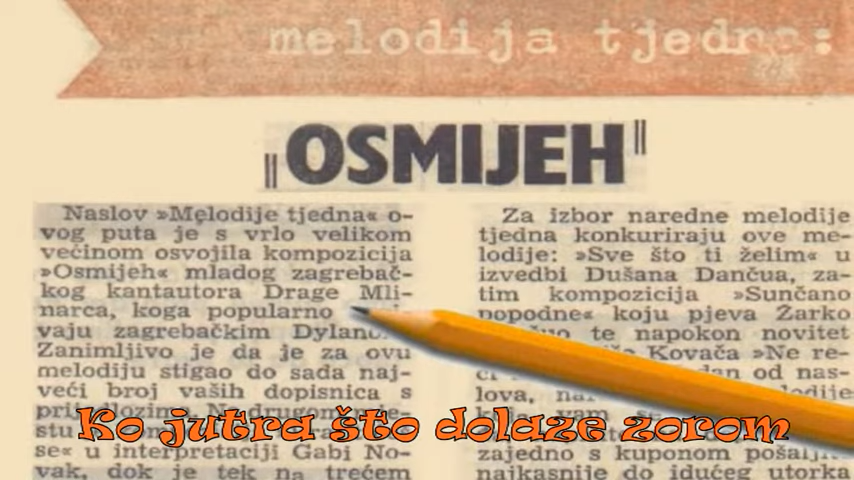 melodija tjedna:
„OSMIJEH"
Naslov »Melodije tjedna« o-
vog puta je s vrlo velikom
većinom osvojila kompozicija
»Osmijeh« mladog zagrebač-
kog kantautora Drage Mli-
narca, koga popularno
vaju zagrebačkim
Zanimljivo je da je za ovu
melodiju stigao do sada naj-
veći broj vaših dopisnica s
se« u interpretaciji Gabi No-
vak, dok je tek na trećem
Za izbor naredne melodije
tjedna konkuriraju ove me-
lodije: »Sve što ti želim« u
izvedbi Dušana Dančua, za-
tim kompozicija »Sunčano
popodne« koju pjeva Žarko
te napokon novitet
Kovača »Ne re-
od nas-
lova,
zajedno s kuponom
najkasnije do idućeg utorka
Ko jutra što dolaze zorom